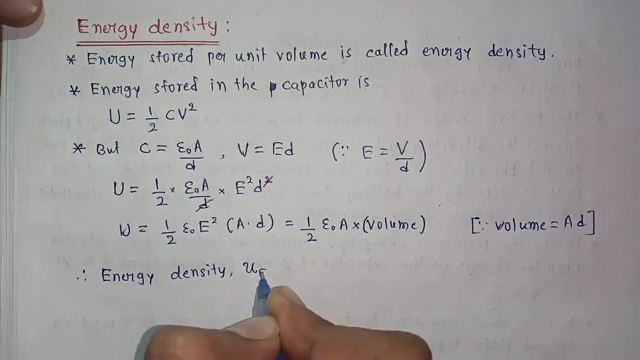 Energy density:
* Energy stored per unit volume is called energy density.
* Energy stored in the capacitor is
U = 1/2 CV²
* But C = ε₀A/d , V = Ed (∵ E = V/d)
U = 1/2 × ε₀A/d × E²d²
U = 1/2 ε₀E² (A·d) = 1/2 ε₀A × (volume) [∵ volume = Ad]
∴ Energy density, U